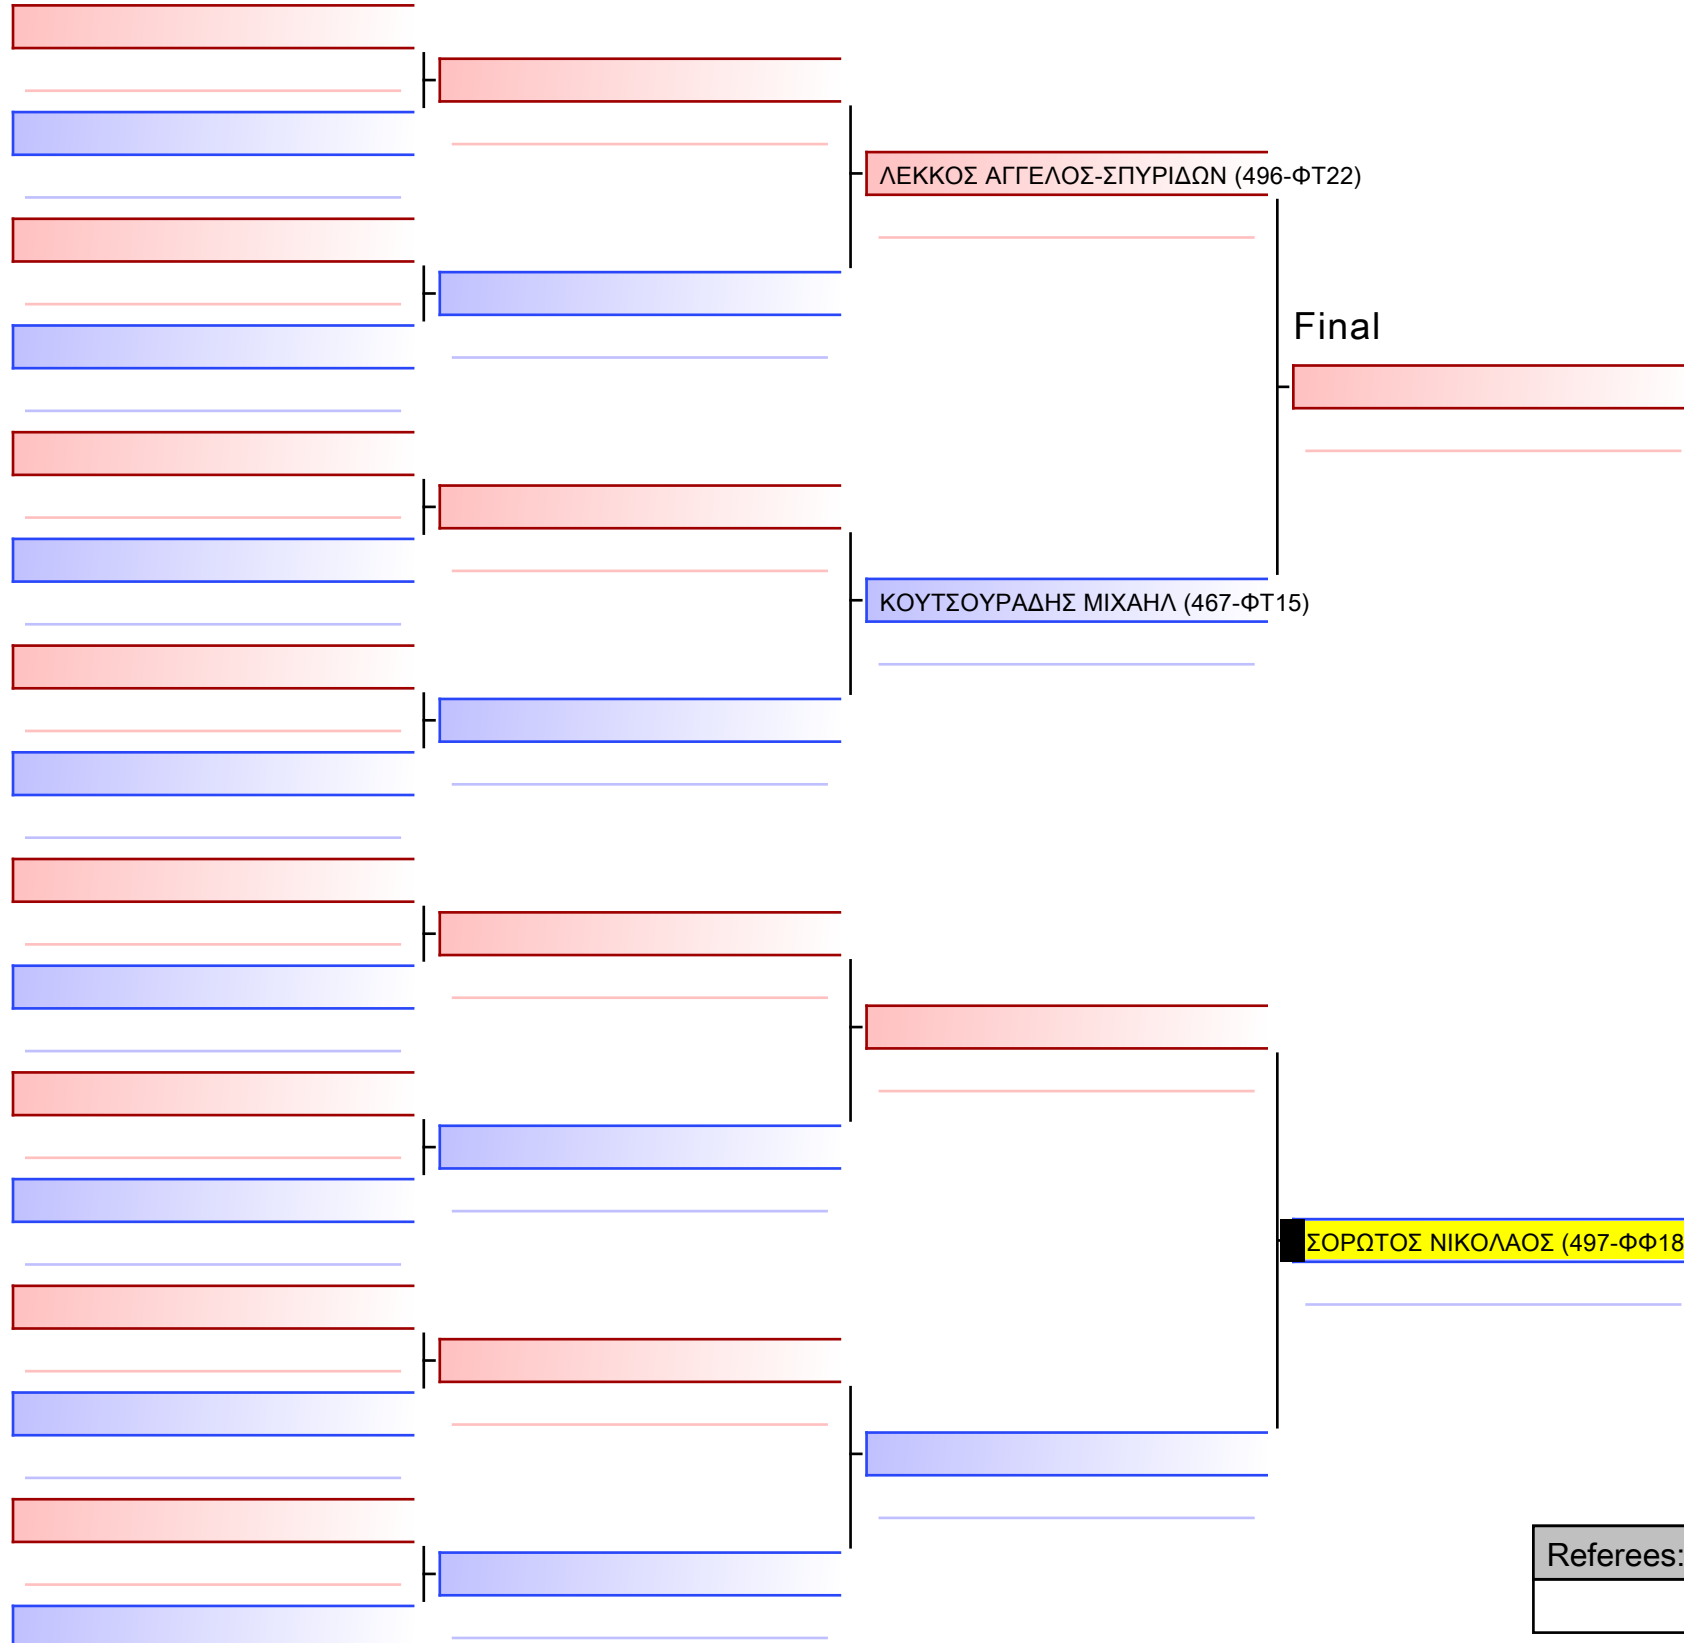 ΛΕΚΚΟΣ ΑΓΓΕΛΟΣ-ΣΠΥΡΙΔΩΝ (496-ΦΤ22)
Final
ΚΟΥΤΣΟΥΡΑΔΗΣ ΜΙΧΑΗΛ (467-ΦΤ15)
ΣΟΡΩΤΟΣ ΝΙΚΟΛΑΟΣ (497-ΦΦ18
Referees: